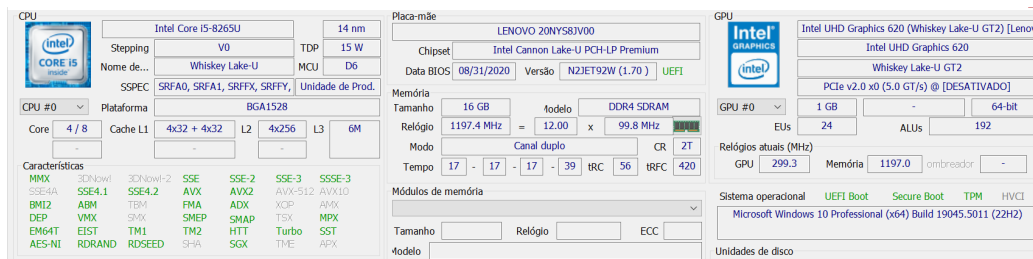 CPU
intel
CORE i5
inside
Intel Core i5-8265U
14 nm
Stepping
V0
TDP
15 W
Nome de...
Whiskey Lake-U
MCU
D6
SSPEC
SRFA0, SRFA1, SRFFX, SRFFY,
Unidade de Prod.
CPU #0
Plataforma
BGA1528
Core
4 / 8
Cache L1
4x32 + 4x32
L2
4x256
L3
6M
-
-
-
Características
MMX 3DNow! 3DNow!-2 SSE SSE-2 SSE-3 SSSE-3
SSE4A SSE4.1 SSE4.2 AVX AVX2 AVX-512 AVX10
BMI2 ABM TBM FMA ADX XOP AMX
DEP VMX SMX SMEP SMAP TSX MPX
EM64T EIST TM1 TM2 HTT Turbo SST
AES-NI RDRAND RDSEED SHA SGX TME APX
Placa-mãe
LENOVO 20NYS8JV00
Chipset
Intel Cannon Lake-U PCH-LP Premium
Data BIOS
08/31/2020
Versão
N2JET92W (1.70 )
UEFI
Memória
Tamanho
16 GB
Modelo
DDR4 SDRAM
Relógio
1197.4 MHz
=
12.00
x
99.8 MHz
Modo
Canal duplo
CR
2T
Tempo
17 - 17 - 17 - 39
tRC
56
tRFC
420
Módulos de memória
Tamanho
Relógio
ECC
Modelo
GPU
Intel
GRAPHICS
intel
Intel UHD Graphics 620 (Whiskey Lake-U GT2) [Lenov
Intel UHD Graphics 620
Whiskey Lake-U GT2
PCIe v2.0 x0 (5.0 GT/s) @ [DESATIVADO]
GPU #0
1 GB
-
64-bit
EUs
24
ALUs
192
Relógios atuais (MHz)
GPU
299.3
Memória
1197.0
ombreador
-
Sistema operacional
UEFI Boot
Secure Boot
TPM
HVCI
Microsoft Windows 10 Professional (x64) Build 19045.5011 (22H2)
Unidades de disco